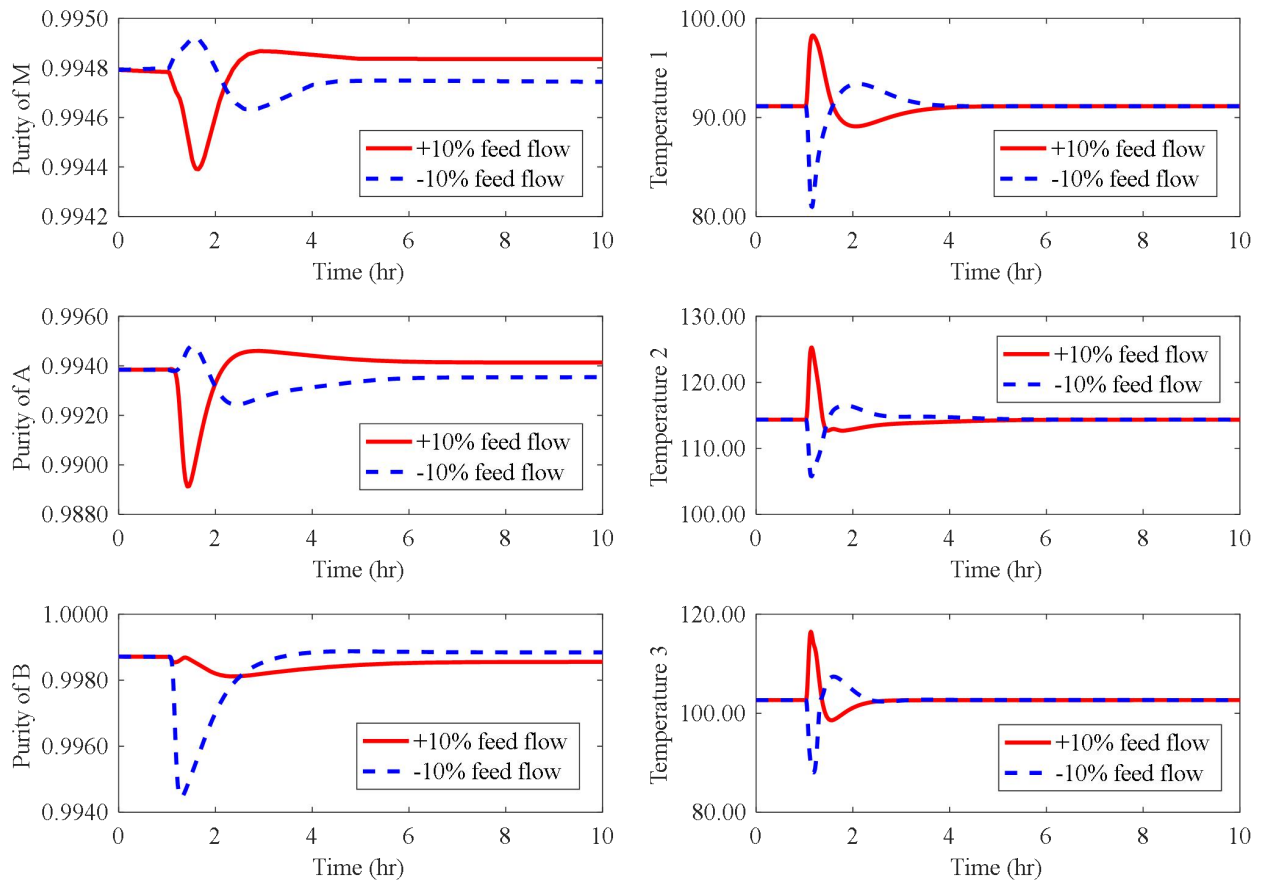 Purity of M
0.9950
0.9948
0.9946
0.9944
0.9942
+10% feed flow
-10% feed flow
0 2 4 6 8 10
Time (hr)
Temperature 1
100.00
90.00
80.00
+10% feed flow
-10% feed flow
0 2 4 6 8 10
Time (hr)
Purity of A
0.9960
0.9940
0.9920
0.9900
0.9880
+10% feed flow
-10% feed flow
0 2 4 6 8 10
Time (hr)
Temperature 2
130.00
120.00
110.00
100.00
+10% feed flow
-10% feed flow
0 2 4 6 8 10
Time (hr)
Purity of B
1.0000
0.9980
0.9960
0.9940
+10% feed flow
-10% feed flow
0 2 4 6 8 10
Time (hr)
Temperature 3
120.00
100.00
80.00
+10% feed flow
-10% feed flow
0 2 4 6 8 10
Time (hr)